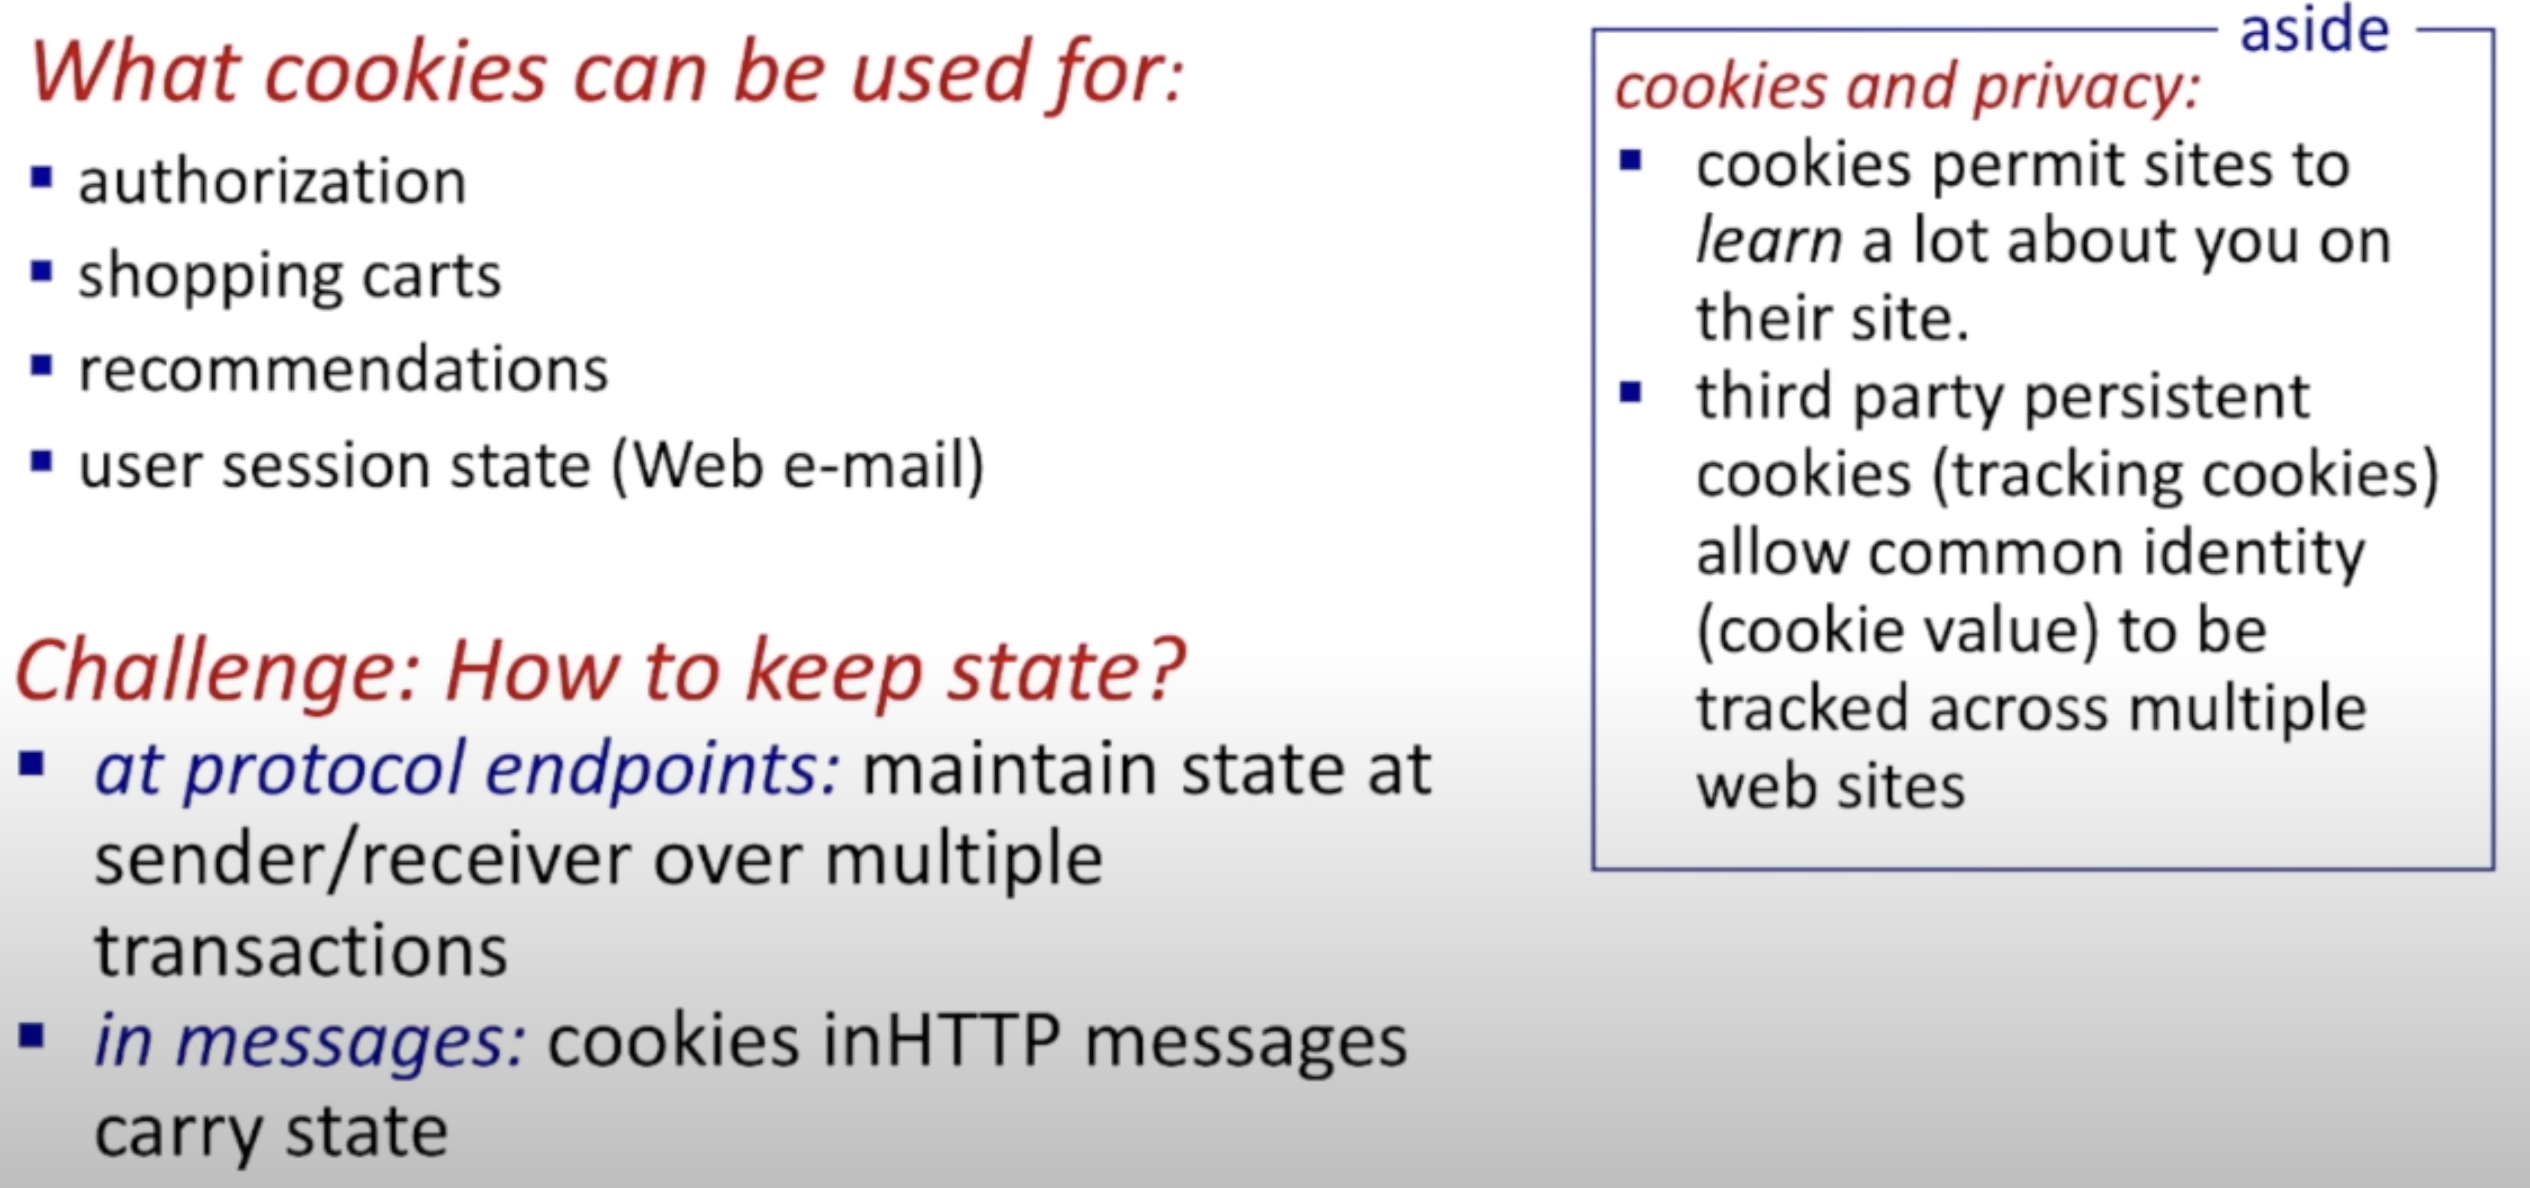 What cookies can be used for:
authorization
shopping carts
recommendations
user session state (Web e-mail)
Challenge: How to keep state?
at protocol endpoints: maintain state at
sender/receiver over multiple
transactions
in messages: cookies inHTTP messages
carry state
aside
cookies and privacy:
cookies permit sites to
learn a lot about you on
their site.
third party persistent
cookies (tracking cookies)
allow common identity
(cookie value) to be
tracked across multiple
web sites